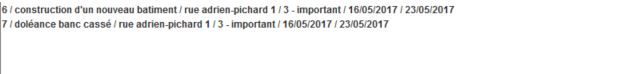 6 / construction d'un nouveau batiment / rue adrien-pichard 1 / 3 - important / 16/05/2017 / 23/05/2017
7 / doléance banc cassé / rue adrien-pichard 1 / 3 - important / 16/05/2017 / 23/05/2017